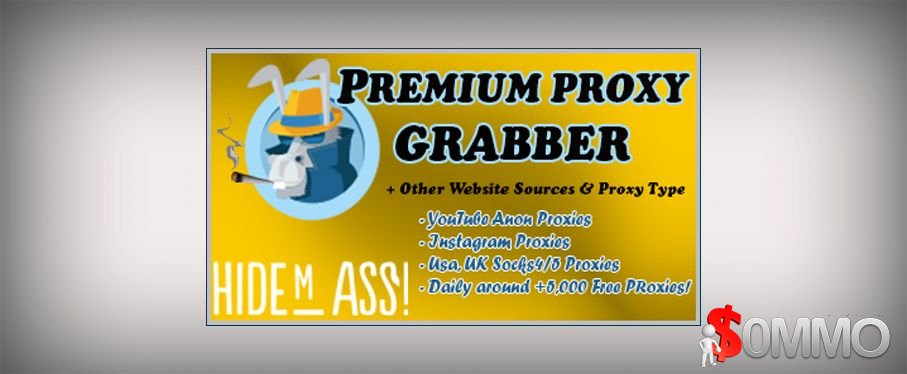 PREMIUM PROXY
GRABBER
+ Other Website Sources & Proxy Type
- YouTube Anon Proxies
- Instagram Proxies
- Usa, UK Socks4/5 Proxies
- Daily around +5,000 Free PRoxies!
HIDE M ASS!
$OMMO